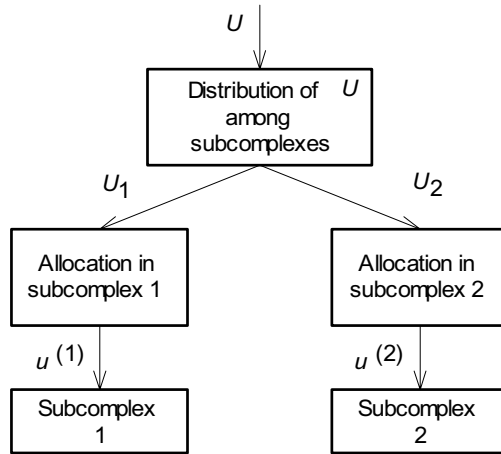 U
Distribution of U
among
subcomplexes
U1
U2
Allocation in
subcomplex 1
Allocation in
subcomplex 2
u (1)
u (2)
Subcomplex
1
Subcomplex
2